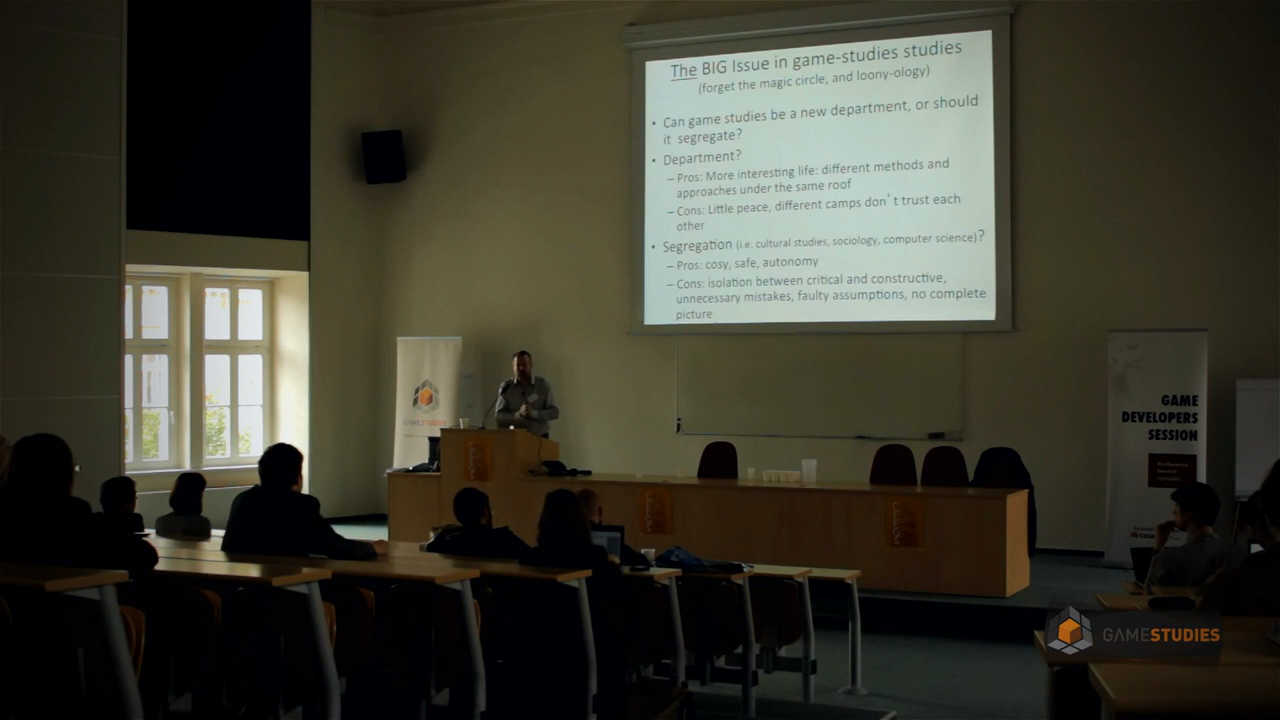 The BIG Issue in game-studies studies
(forget the magic circle, and loony-ology)
• Can game studies be a new department, or should
it segregate?
• Department?
– Pros: More interesting life: different methods and
approaches under the same roof
– Cons: Little peace, different camps don't trust each
other
• Segregation (i.e. cultural studies, sociology, computer science)?
– Pros: cosy, safe, autonomy
– Cons: isolation between critical and constructive,
unnecessary mistakes, faulty assumptions, no complete
picture
GAMESTUDIES
GAME
DEVELOPERS
SESSION
GAMESTUDIES